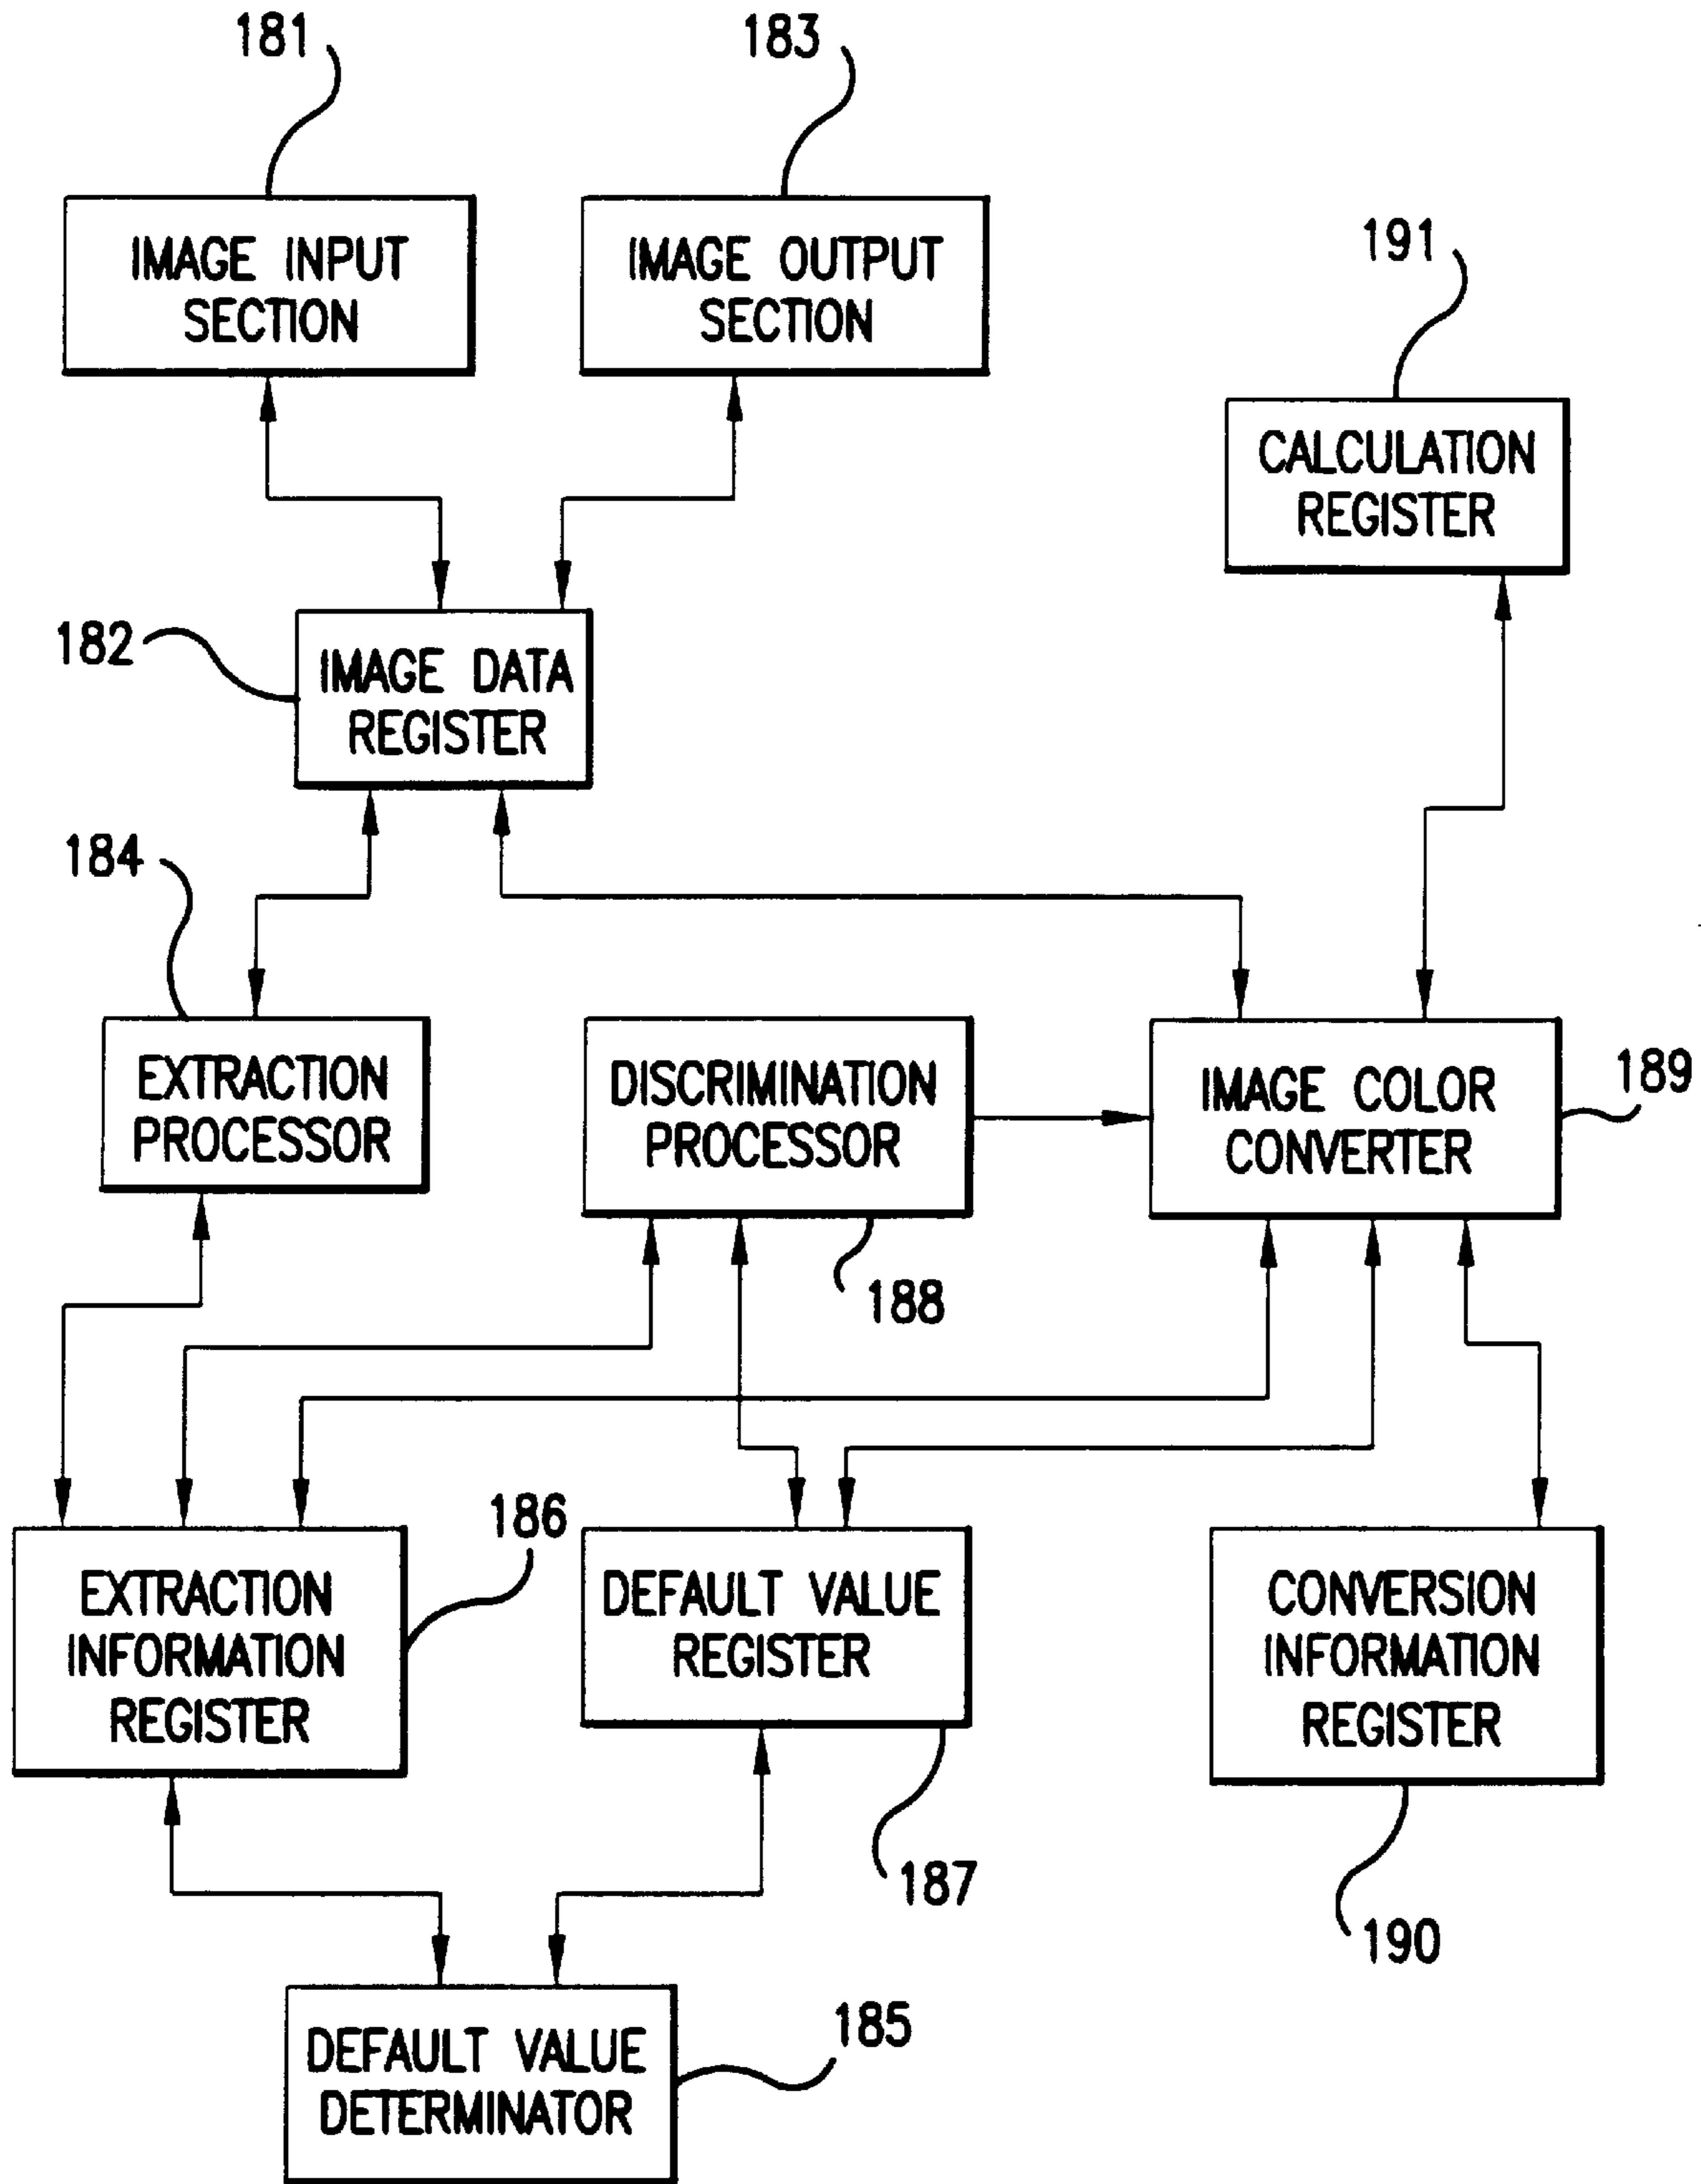 181
183
IMAGE INPUT
SECTION
IMAGE OUTPUT
SECTION
191
CALCULATION
REGISTER
182
IMAGE DATA
REGISTER
184
EXTRACTION
PROCESSOR
DISCRIMINATION
PROCESSOR
IMAGE COLOR
CONVERTER
189
188
186
EXTRACTION
INFORMATION
REGISTER
DEFAULT VALUE
REGISTER
CONVERSION
INFORMATION
REGISTER
187
190
185
DEFAULT VALUE
DETERMINATOR